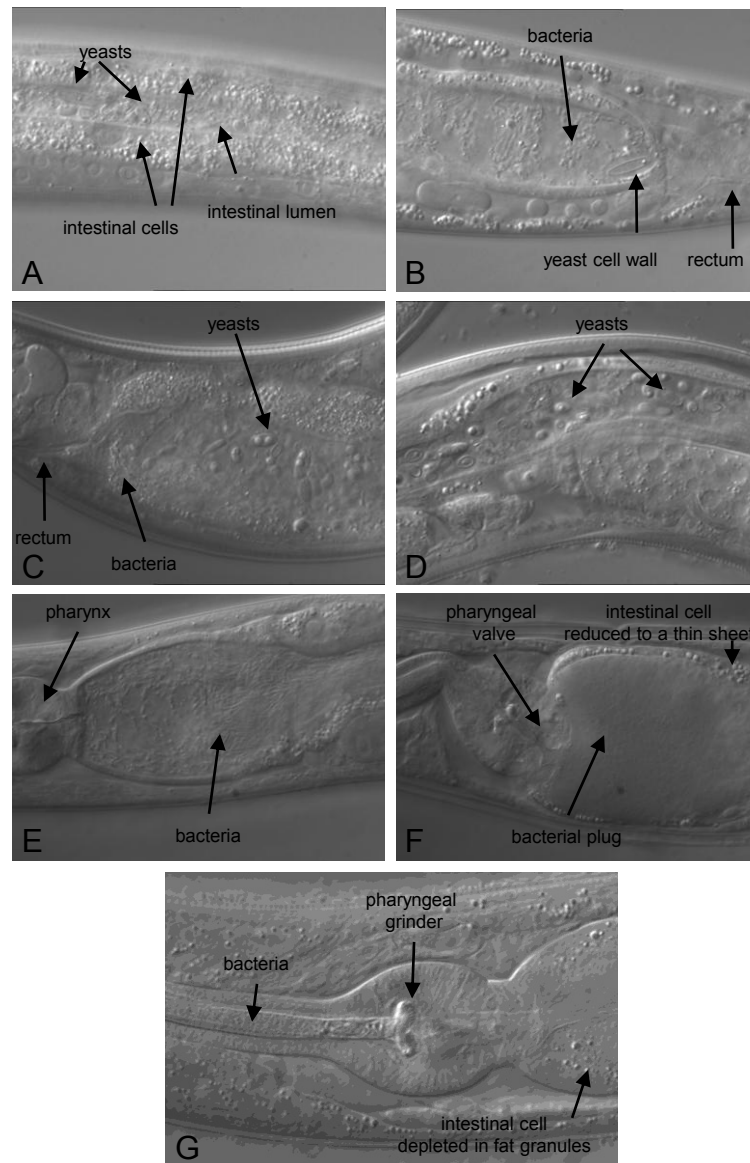 yeasts
intestinal cells
intestinal lumen
A
bacteria
yeast cell wall
rectum
B
yeasts
rectum
bacteria
C
yeasts
D
pharynx
bacteria
E
pharyngeal
valve
intestinal cell
reduced to a thin sheet
bacterial plug
F
pharyngeal
grinder
bacteria
intestinal cell
depleted in fat granules
G